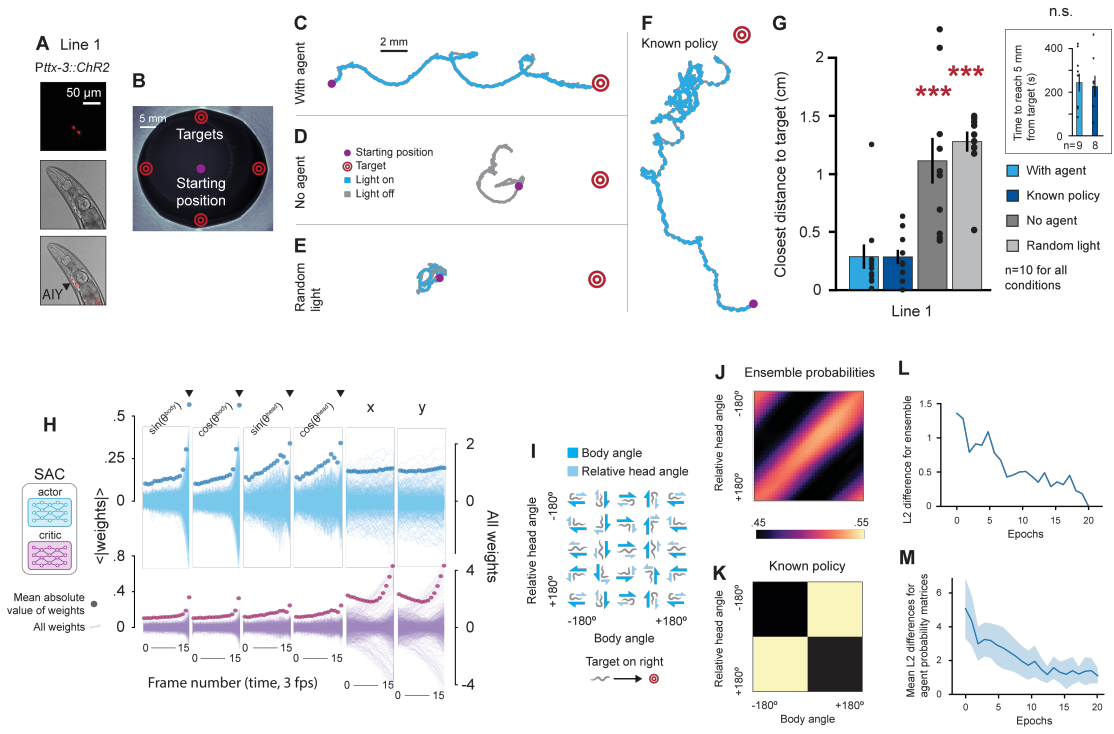 A
Line 1
Pttx-3::ChR2
50 µm
AIY
B
5 mm
Targets
Starting
position
C
2 mm
With agent
D
No agent
Starting position
Target
Light on
Light off
E
Random
light
F
Known policy
G
Closest distance to target (cm)
2
1.5
1
0.5
0
***
***
Line 1
n.s.
Time to reach 5 mm
from target (s)
400
200
0
n=9
8
With agent
Known policy
No agent
Random light
n=10 for all
conditions
H
SAC
actor
critic
Mean absolute
value of weights
All weights
<|weights|>
.5
.25
0
.8
.4
0
sin(θbody)
cos(θbody)
sin(θhead)
cos(θhead)
x
y
2
0
4
0
-4
All weights
0
15
0
15
0
15
0
15
0
15
0
15
Frame number (time, 3 fps)
I
Body angle
Relative head angle
Relative head angle
-180º
+180º
-180º
+180º
Body angle
Target on right
J
Ensemble probabilities
Relative head angle
-180º
+180º
.45
.55
K
Known policy
Relative head angle
-180º
+180º
-180º
+180º
Body angle
L
L2 difference for ensemble
1.5
1
0.5
0
0
5
10
15
20
Epochs
M
Mean L2 differences for
agent probability matrices
6
4
2
0
0
5
10
15
20
Epochs